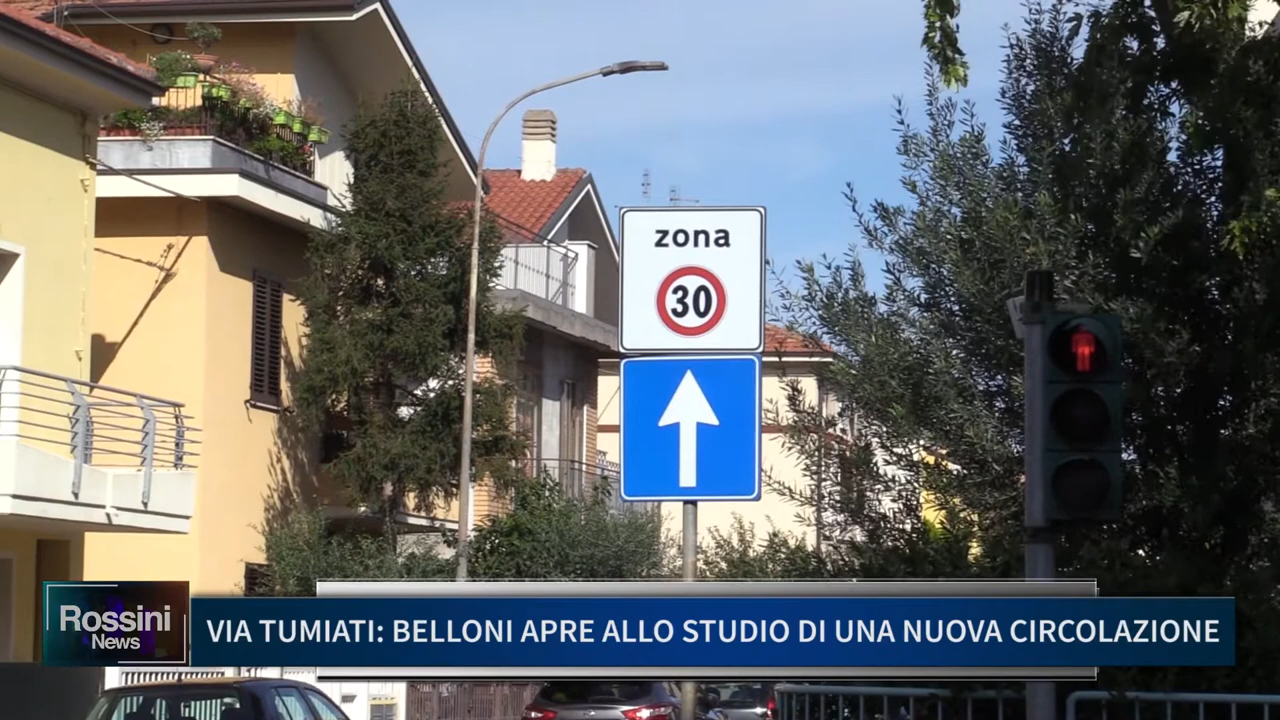 zona
30
Rossini
News
VIA TUMIATI: BELLONI APRE ALLO STUDIO DI UNA NUOVA CIRCOLAZIONE